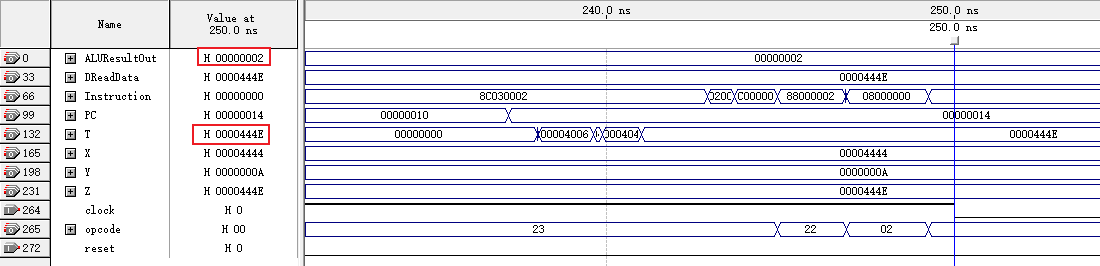 240.0 ns 250.0 ns
Name Value at 250.0 ns 250.0 ns
0 ALUResultOut H 00000002 00000002
33 DReadData H 0000444E 0000444E
66 Instruction H 00000000 8C030002 020C C00000 88000002 08000000
99 PC H 00000014 00000010 00000014
132 T H 0000444E 00000000 00004006 000404 0000444E
165 X H 00004444 00004444
198 Y H 0000000A 0000000A
231 Z H 0000444E 0000444E
264 clock H 0
265 opcode H 00 23 22 02
272 reset H 0